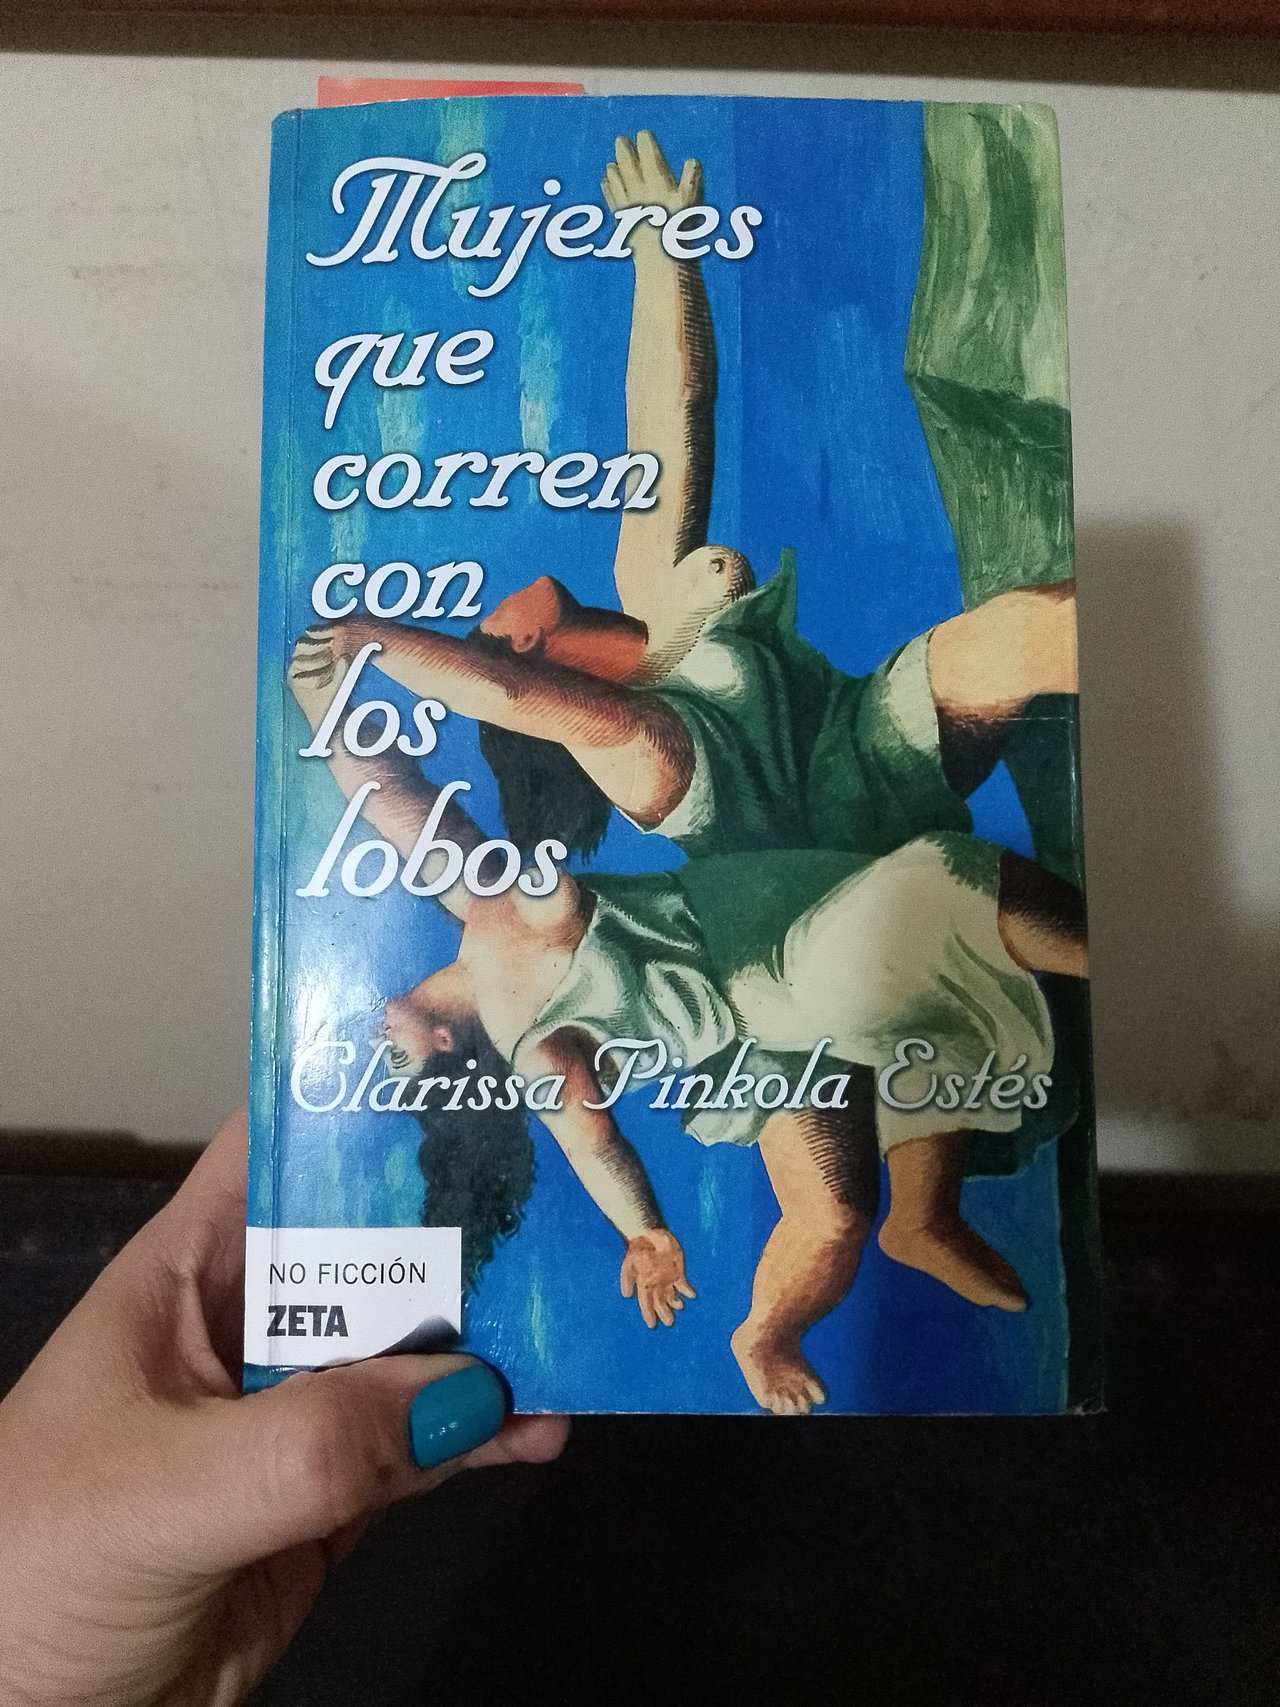 Mujeres
que
corren
con
los
lobos
Clarissa Pinkola Estés
NO FICCIÓN
ZETA